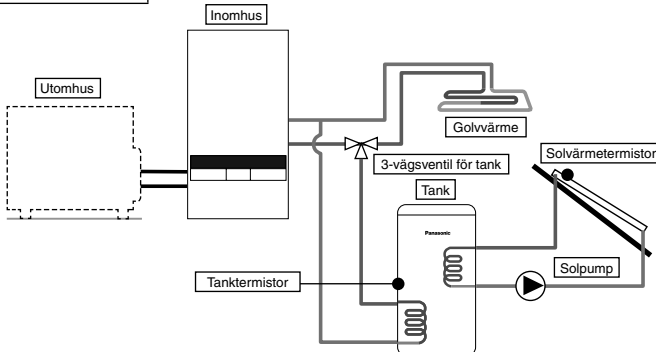 Inomhus
Utomhus
Golvvärme
3-vägsventil för tank
Solvärmetermistor
Tank
Panasonic
Tanktermistor
Solpump